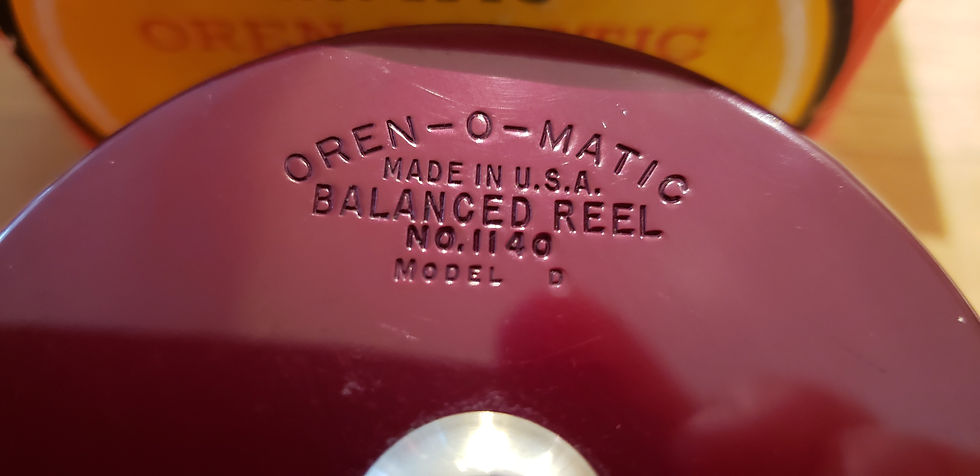 OREN-O-MATIC
MADE IN U.S.A.
BALANCED REEL
NO.1140
MODEL D